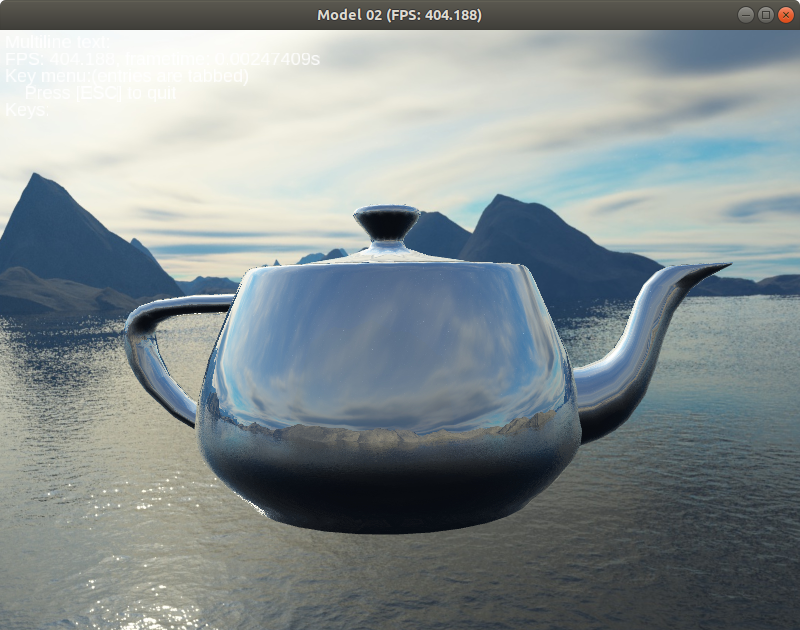 Model 02 (FPS: 404.188)
Multiline text:
FPS: 404.188 0.00247409s
Key menu:(entries are tabbed)
Press [ESC] to quit
Keys: